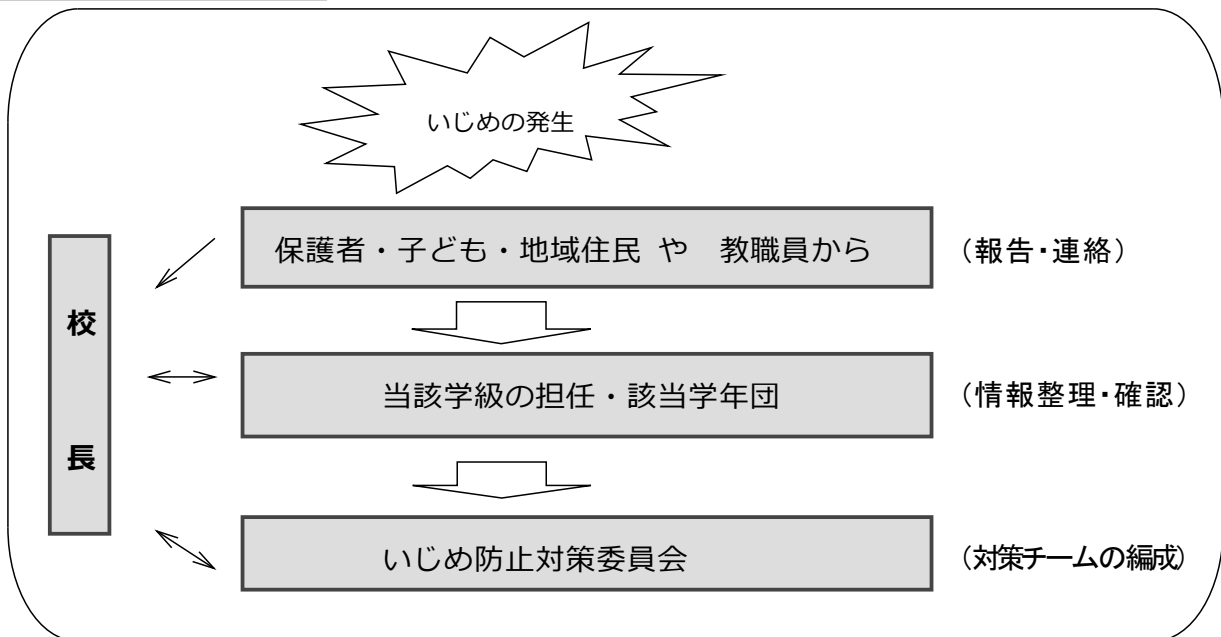 いじめの発生
保護者・子ども・地域住民 や 教職員から
（報告・連絡）
校長
当該学級の担任・該当学年団
（情報整理・確認）
いじめ防止対策委員会
（対策チームの編成）